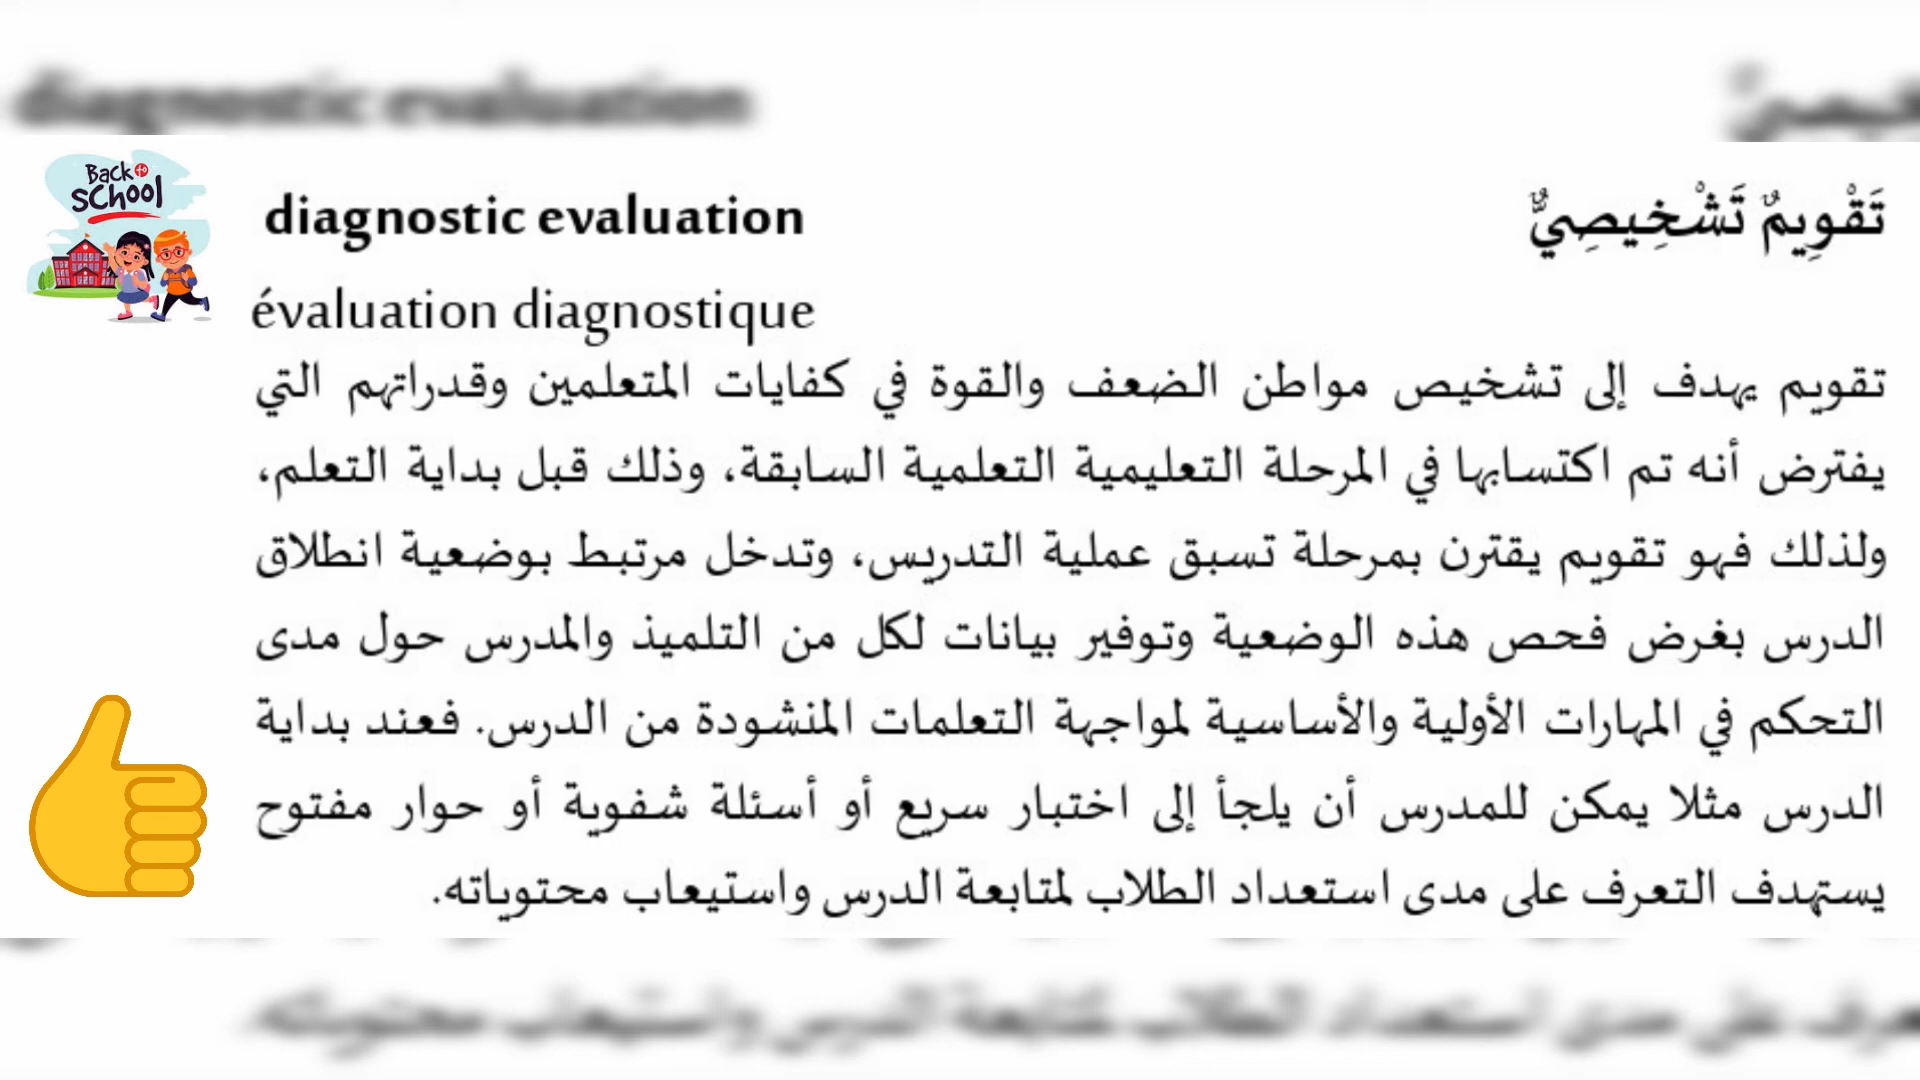 diagnostic evaluation
Back to
School
diagnostic evaluation
تَقْوِيمٌ تَشْخِيصِيٌّ
évaluation diagnostique
تقويم يهدف إلى تشخيص مواطن الضعف والقوة في كفايات المتعلمين وقدراتهم التي
يفترض أنه تم اكتسابها في المرحلة التعليمية التعلمية السابقة، وذلك قبل بداية التعلم،
ولذلك فهو تقويم يقترن بمرحلة تسبق عملية التدريس، وتدخل مرتبط بوضعية انطلاق
الدرس بغرض فحص هذه الوضعية وتوفير بيانات لكل من التلميذ والمدرس حول مدى
التحكم في المهارات الأولية والأساسية لمواجهة التعلمات المنشودة من الدرس. فعند بداية
الدرس مثلا يمكن للمدرس أن يلجأ إلى اختبار سريع أو أسئلة شفوية أو حوار مفتوح
يستهدف التعرف على مدى استعداد الطلاب لمتابعة الدرس واستيعاب محتوياته.